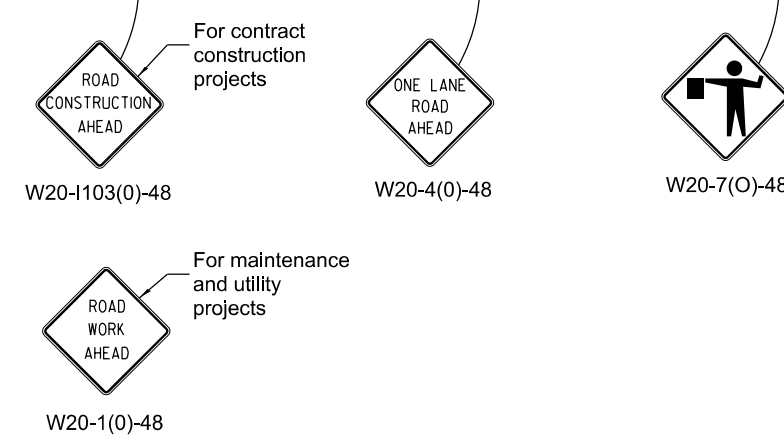 For contract
construction
projects
ROAD
CONSTRUCTION
AHEAD
W20-I103(0)-48
ONE LANE
ROAD
AHEAD
W20-4(0)-48
W20-7(O)-48
For maintenance
and utility
projects
ROAD
WORK
AHEAD
W20-1(0)-48